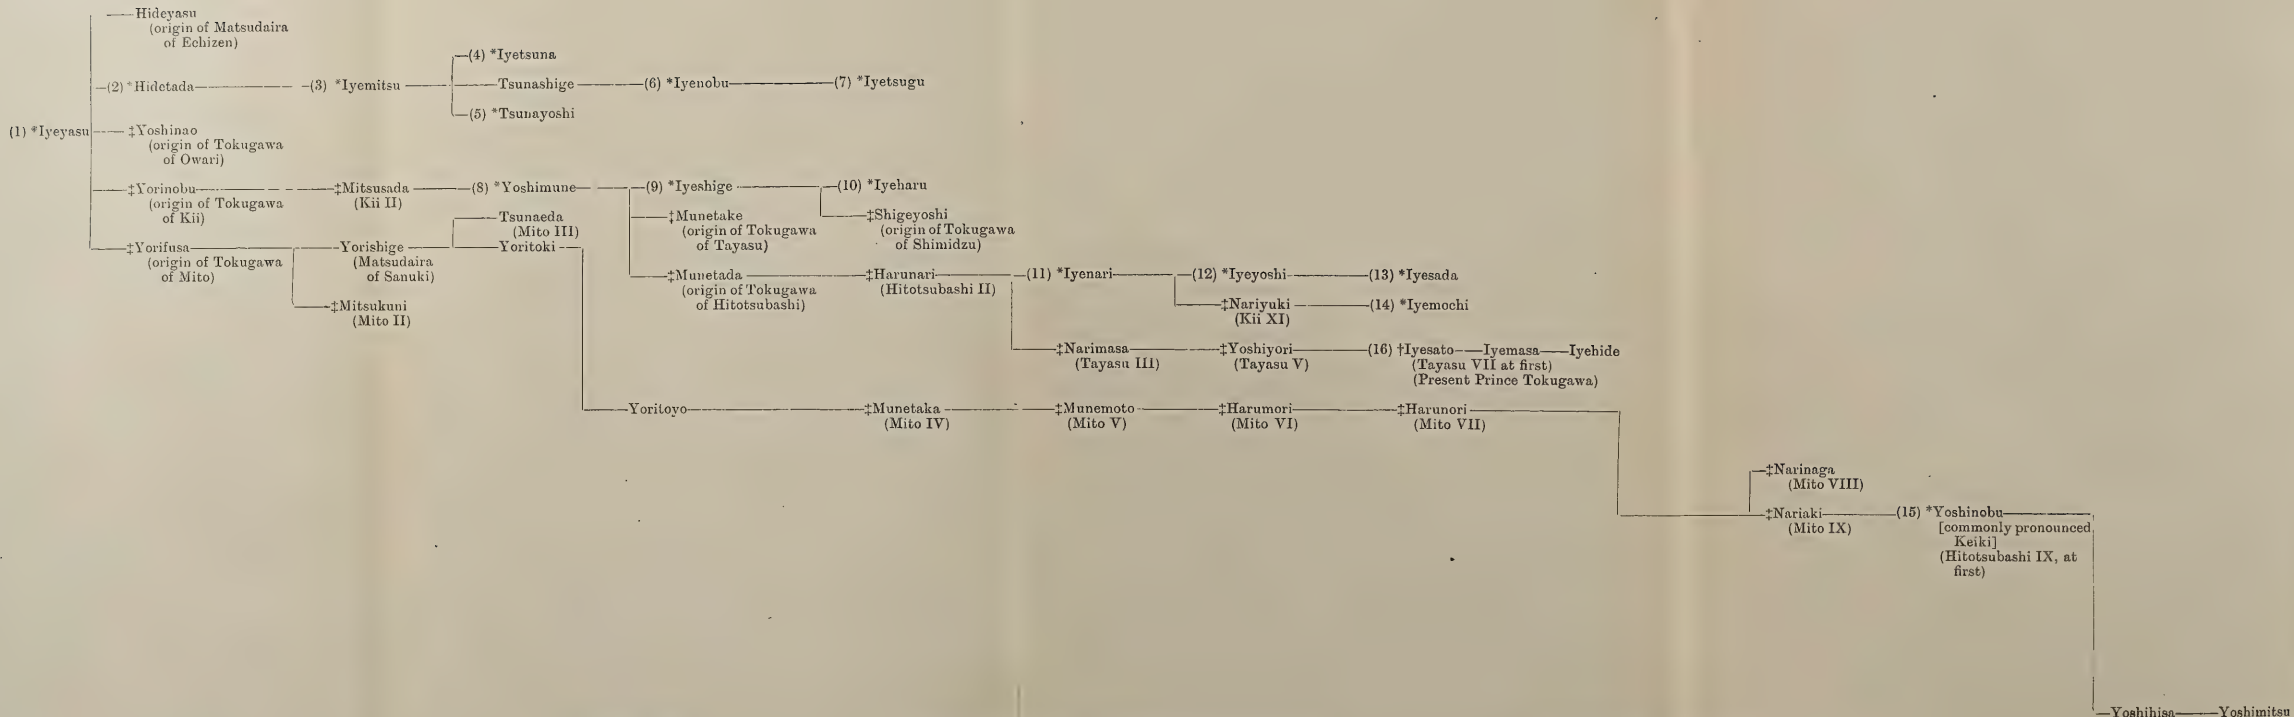 Hideyasu
(origin of Matsudaira
of Echizen)
(4) *Iyetsuna
(2) *Hidetada (3) *Iyemitsu Tsunashige (6) *Iyenobu (7) *Iyetsugu
(5) *Tsunayoshi
(1) *Iyeyasu ‡Yoshinao
(origin of Tokugawa
of Owari)
‡Yorinobu ‡Mitsusada (8) *Yoshimune (9) *Iyeshige (10) *Iyeharu
(origin of Tokugawa
of Kii)
(Kii II)
Tsunaeda
(Mito III)
‡Munetake
(origin of Tokugawa
of Tayasu)
‡Shigeyoshi
(origin of Tokugawa
of Shimidzu)
‡Yorifusa Yorishige Yoritoki
(origin of Tokugawa
of Mito)
(Matsudaira
of Sanuki)
‡Munetada ‡Harunari (11) *Iyenari (12) *Iyeyoshi (13) *Iyesada
(origin of Tokugawa
of Hitotsubashi)
(Hitotsubashi II)
‡Mitsukuni
(Mito II)
‡Nariyuki (14) *Iyemochi
(Kii XI)
‡Narimasa ‡Yoshiyori (16) †Iyesato Iyemasa Iyehide
(Tayasu III) (Tayasu V) (Tayasu VII at first)
(Present Prince Tokugawa)
Yoritoyo ‡Munetaka ‡Munemoto ‡Harumori ‡Harunori
(Mito IV) (Mito V) (Mito VI) (Mito VII)
‡Narinaga
(Mito VIII)
‡Nariaki (15) *Yoshinobu
(Mito IX) [commonly pronounced
Keiki]
(Hitotsubashi IX, at
first)
Yoshihisa Yoshimitsu